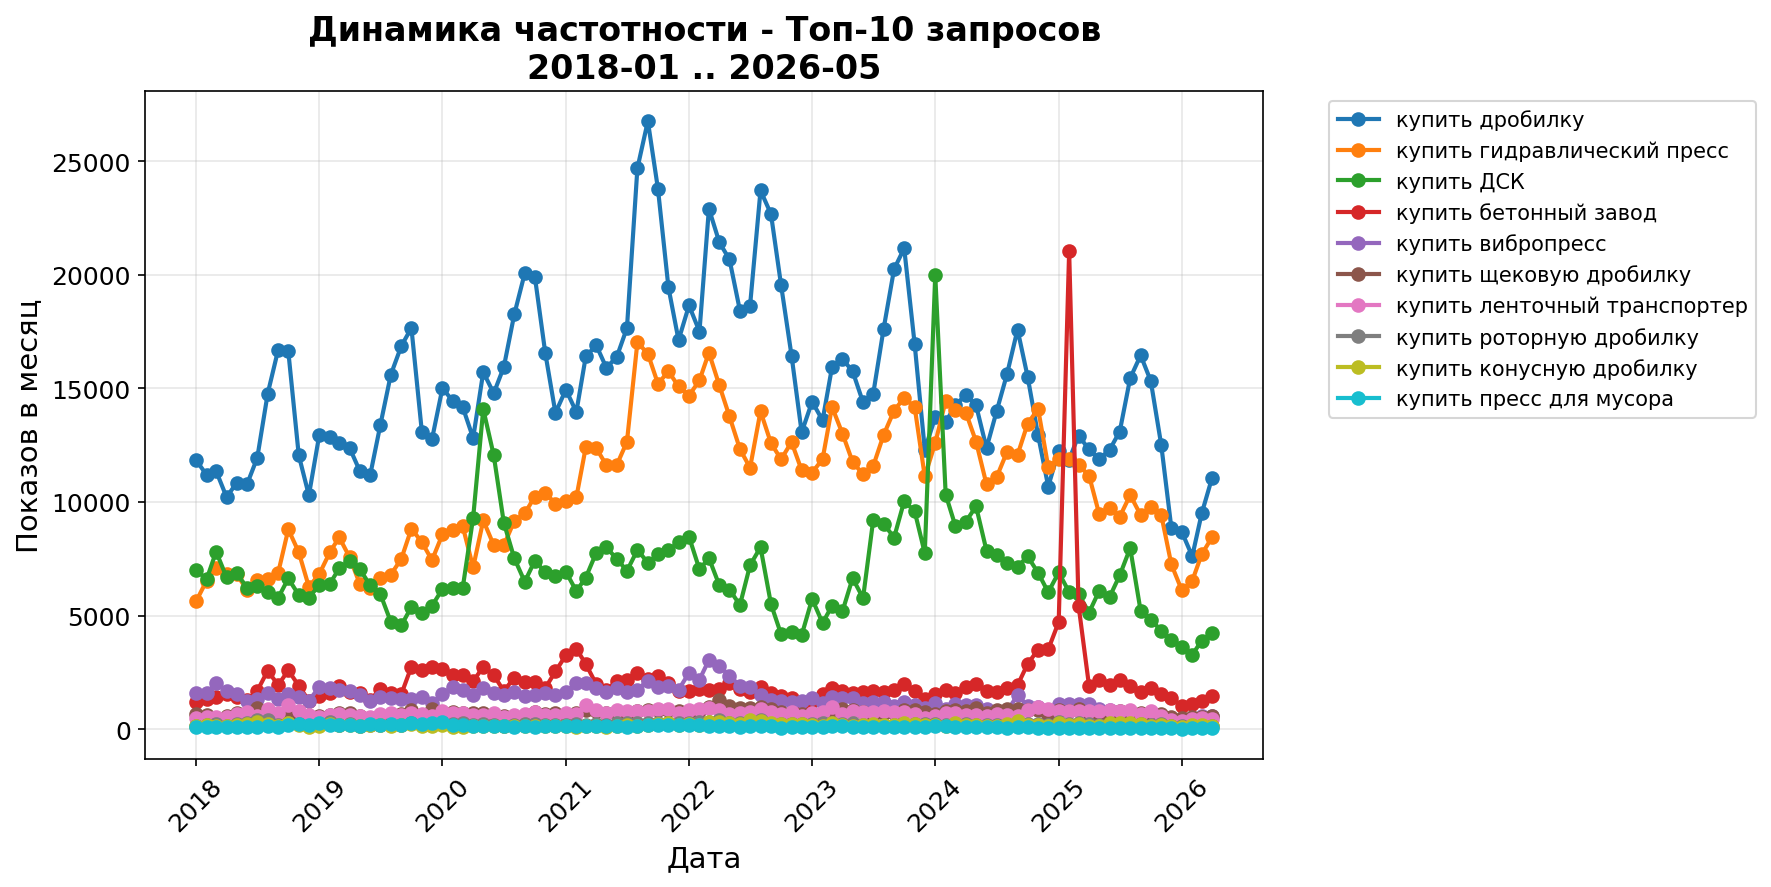 Динамика частотности - Топ-10 запросов
2018-01 .. 2026-05
Показов в месяц
25000
20000
15000
10000
5000
0
2018
2019
2020
2021
2022
2023
2024
2025
2026
Дата
купить дробилку
купить гидравлический пресс
купить ДСК
купить бетонный завод
купить вибропресс
купить щековую дробилку
купить ленточный транспортер
купить роторную дробилку
купить конусную дробилку
купить пресс для мусора